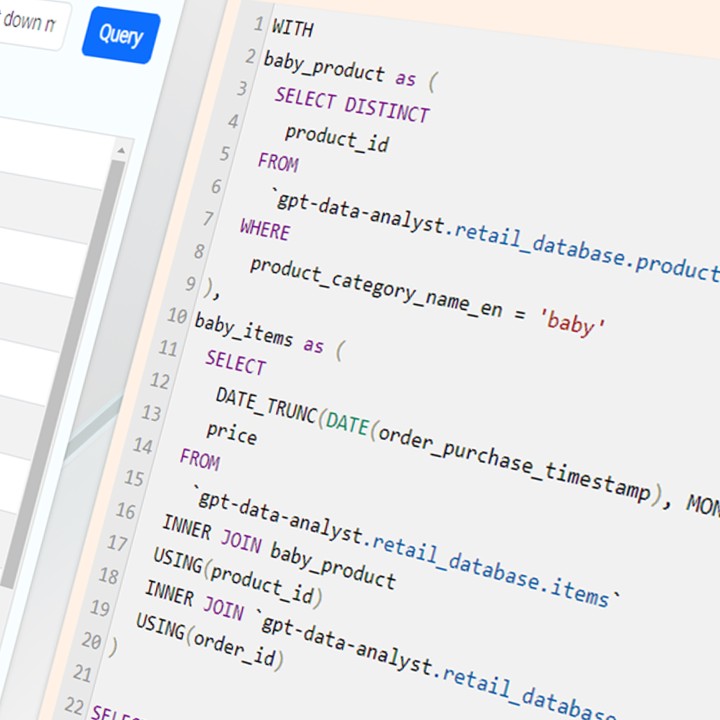 down m
Query
1 WITH
2 baby_product as (
3 SELECT DISTINCT
4 product_id
5 FROM
6 `gpt-data-analyst.retail_database.product
7 WHERE
8 product_category_name_en = 'baby'
9 ),
10 baby_items as (
11 SELECT
12 DATE_TRUNC(DATE(order_purchase_timestamp), MON
13 price
14 FROM
15 `gpt-data-analyst.retail_database.items`
16 INNER JOIN baby_product
17 USING(product_id)
18 INNER JOIN `gpt-data-analyst.retail_database
19 USING(order_id)
20 )
21
22 SELEC